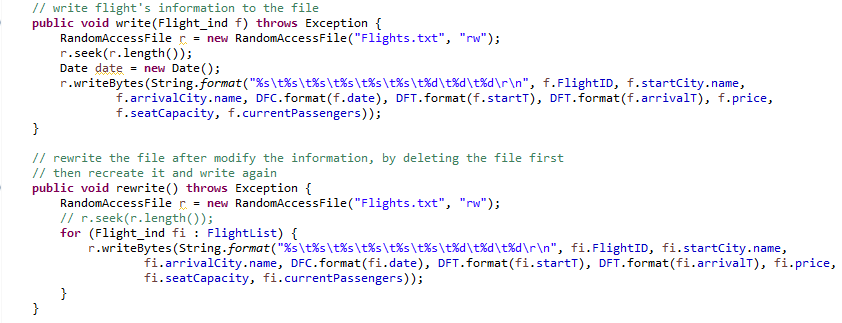 // write flight's information to the file
public void write(Flight_ind f) throws Exception {
RandomAccessFile r = new RandomAccessFile("Flights.txt", "rw");
r.seek(r.length());
Date date = new Date();
r.writeBytes(String.format("%s\t%s\t%s\t%s\t%s\t%s\t%d\t%d\t%d\r\n", f.FlightID, f.startCity.name,
f.arrivalCity.name, DFC.format(f.date), DFT.format(f.startT), DFT.format(f.arrivalT), f.price,
f.seatCapacity, f.currentPassengers));
}
// rewrite the file after modify the information, by deleting the file first
// then recreate it and write again
public void rewrite() throws Exception {
RandomAccessFile r = new RandomAccessFile("Flights.txt", "rw");
// r.seek(r.length());
for (Flight_ind fi : FlightList) {
r.writeBytes(String.format("%s\t%s\t%s\t%s\t%s\t%s\t%d\t%d\t%d\r\n", fi.FlightID, fi.startCity.name,
fi.arrivalCity.name, DFC.format(fi.date), DFT.format(fi.startT), DFT.format(fi.arrivalT), fi.price,
fi.seatCapacity, fi.currentPassengers));
}
}